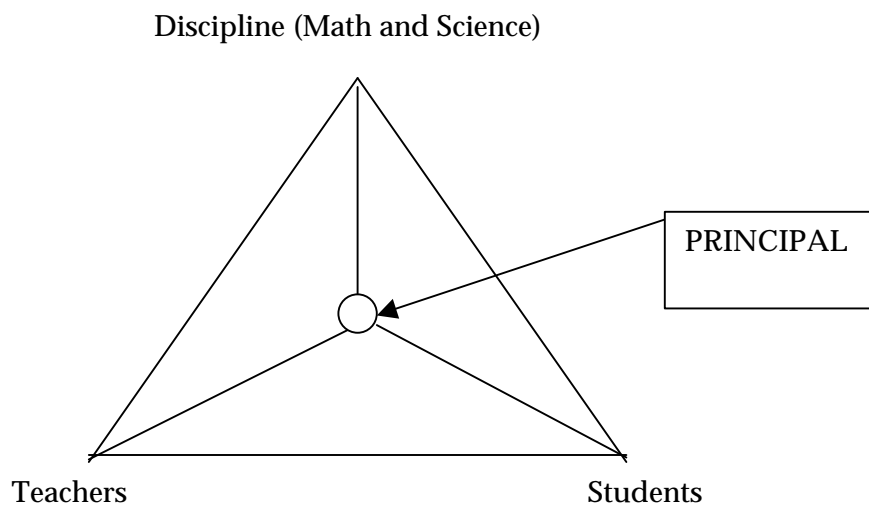 Discipline (Math and Science)
PRINCIPAL
Teachers
Students